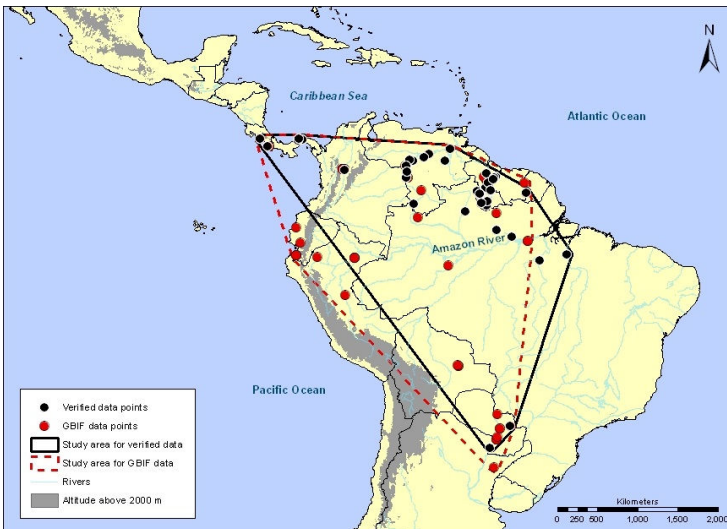 N
Caribbean Sea
Atlantic Ocean
Amazon River
Pacific Ocean
Verified data points
GBIF data points
Study area for verified data
Study area for GBIF data
Rivers
Altitude above 2000 m
Kilometers
0 250 500 1,000 1,500 2,000